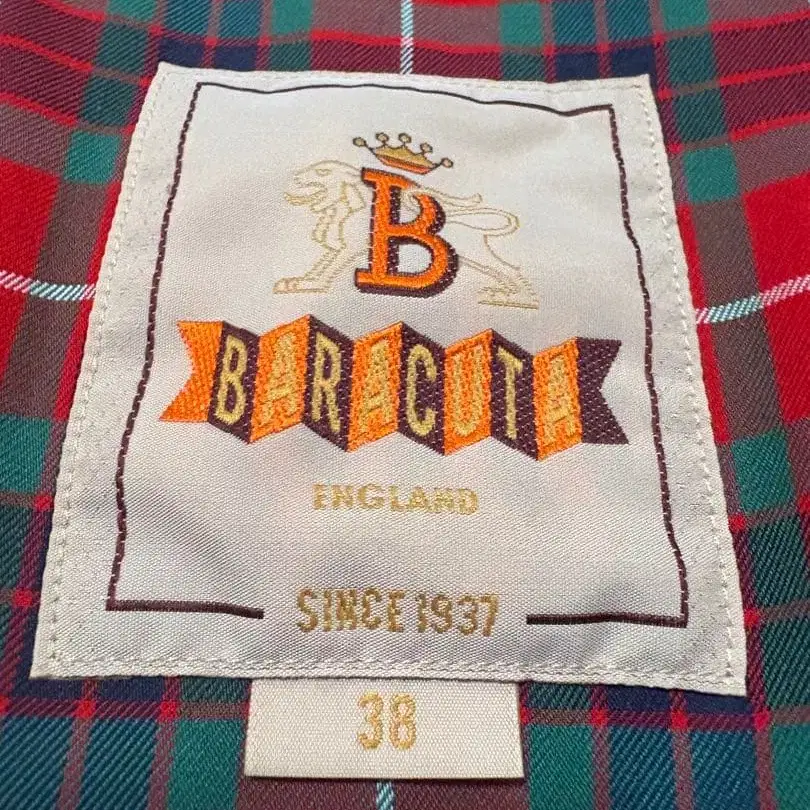 B
BARACUTA
ENGLAND
SINCE 1937
38